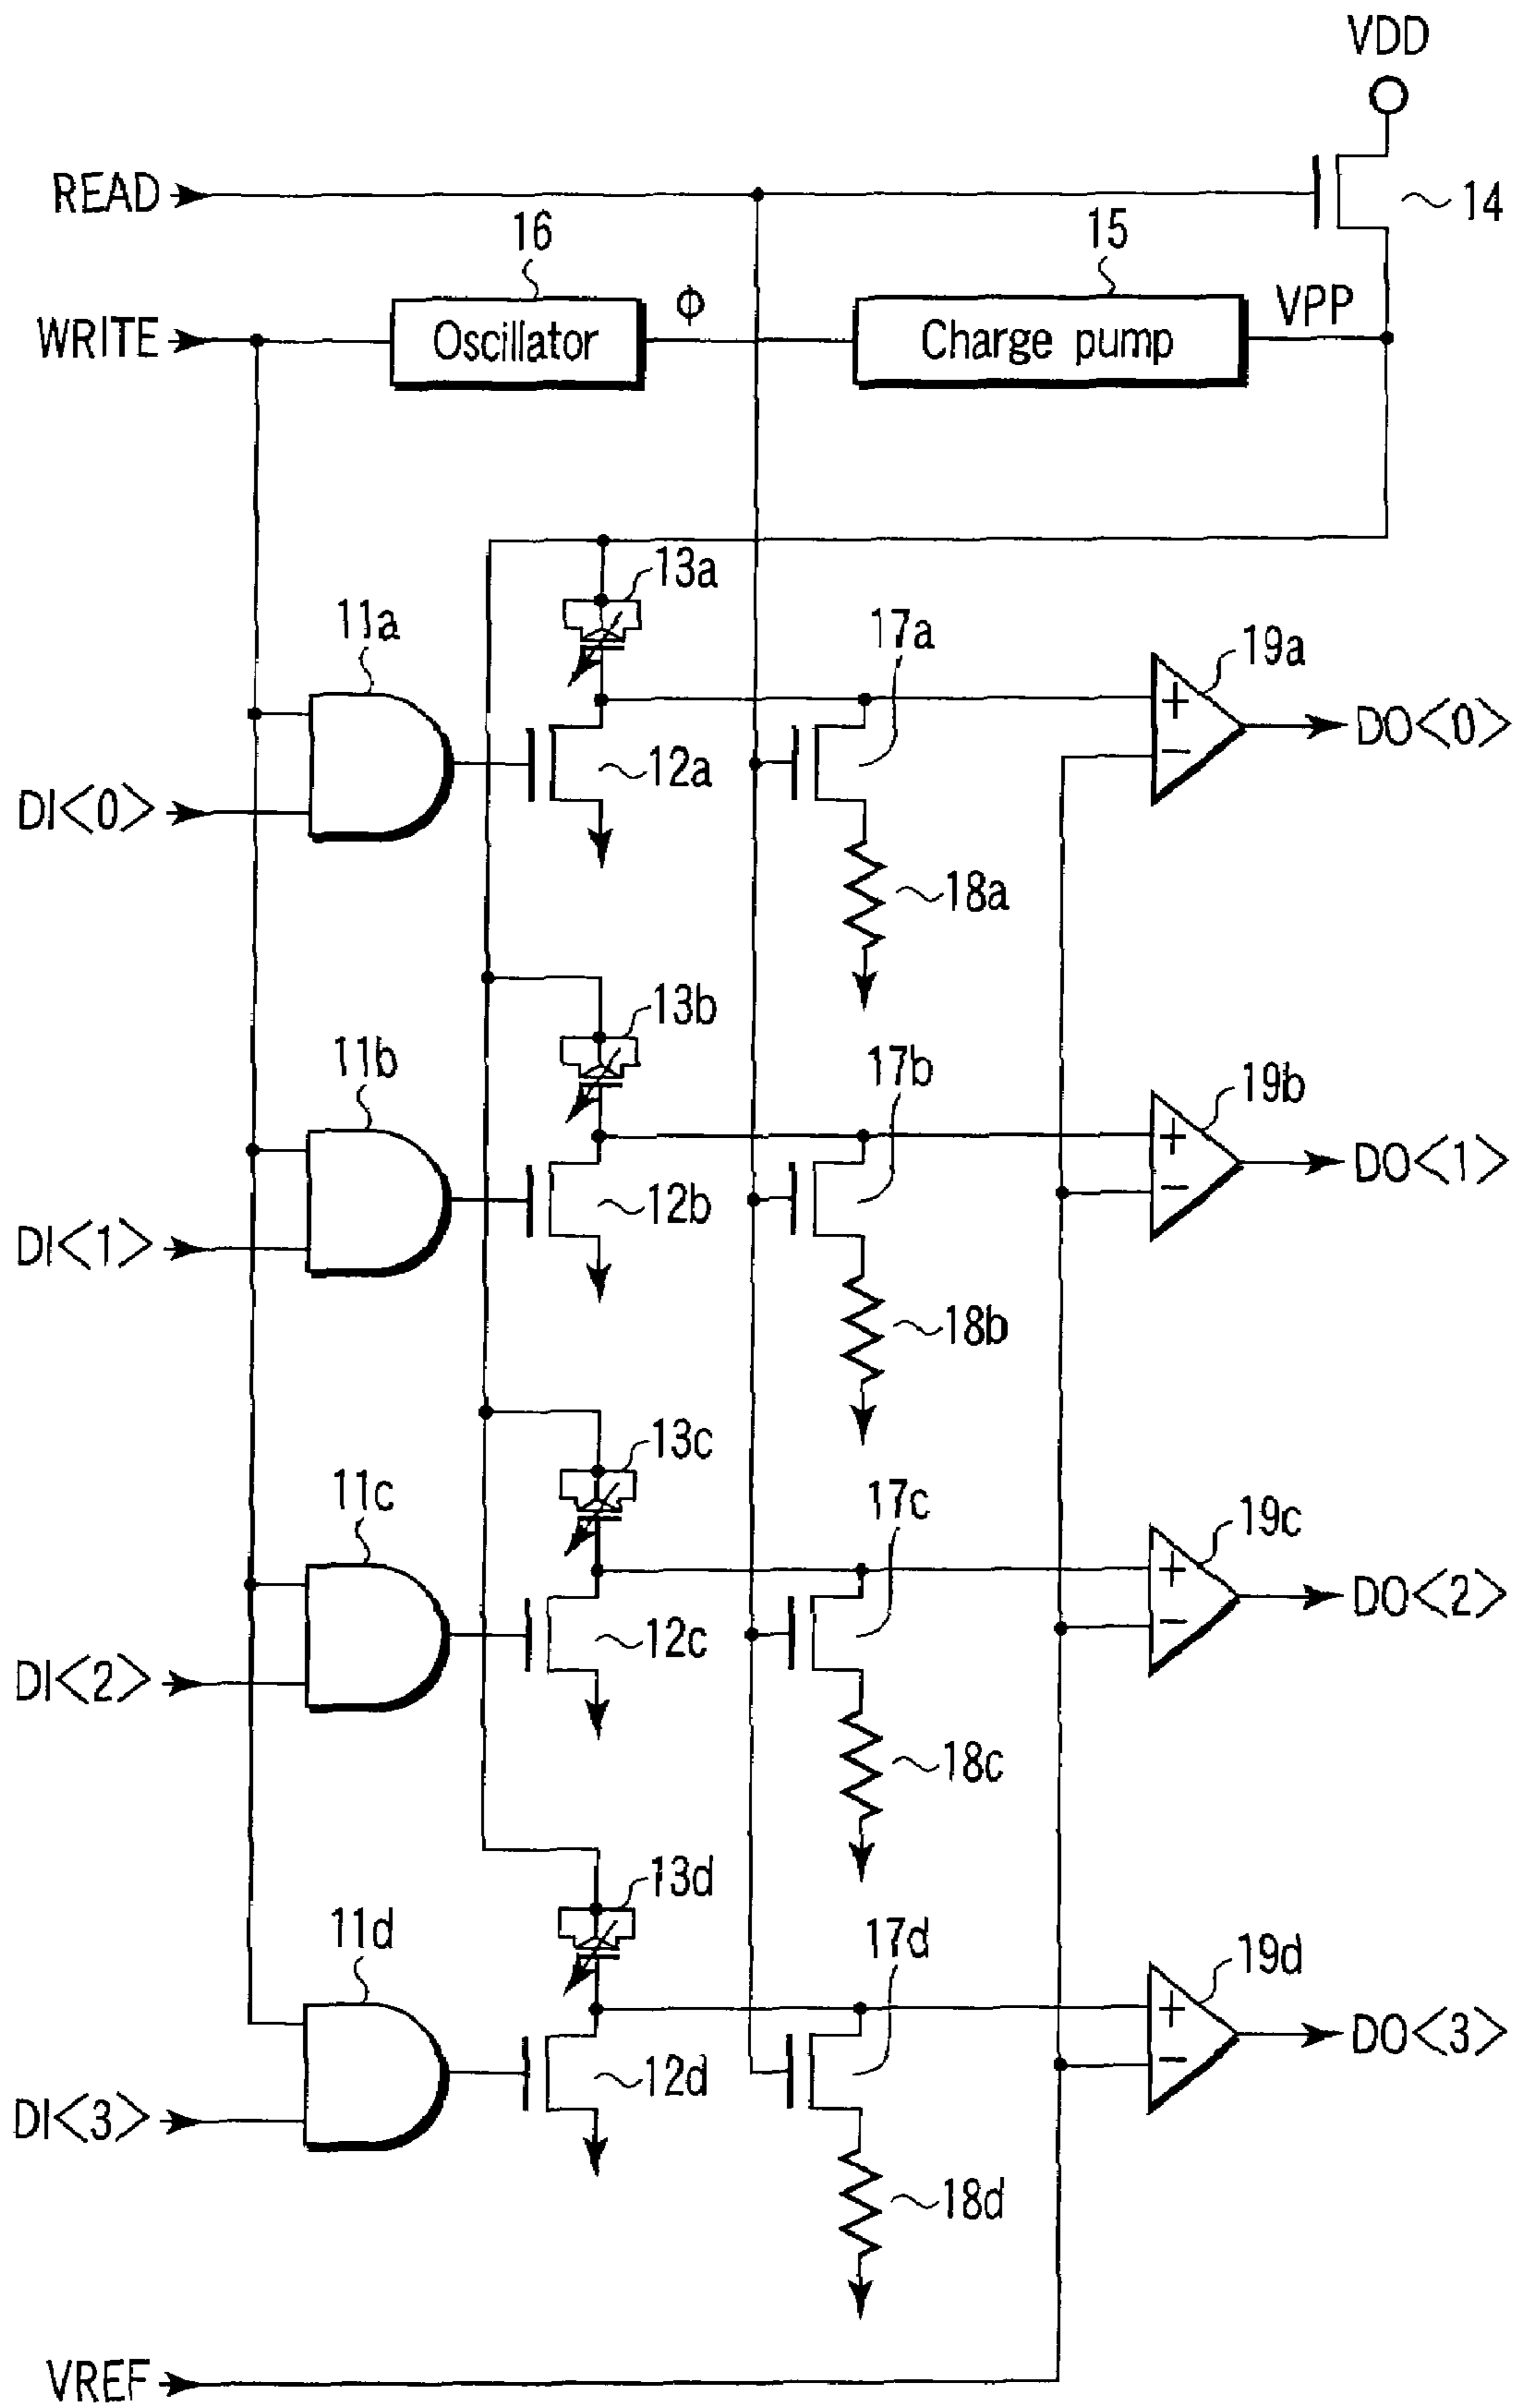 VDD
READ
14
16
15
WRITE
Oscillator
Φ
Charge pump
VPP
13a
11a
17a
19a
DO<0>
12a
DI<0>
18a
13b
11b
17b
19b
DO<1>
12b
DI<1>
18b
13c
11c
17c
19c
DO<2>
12c
DI<2>
18c
13d
11d
17d
19d
DO<3>
12d
DI<3>
18d
VREF
+
−
+
−
+
−
+
−